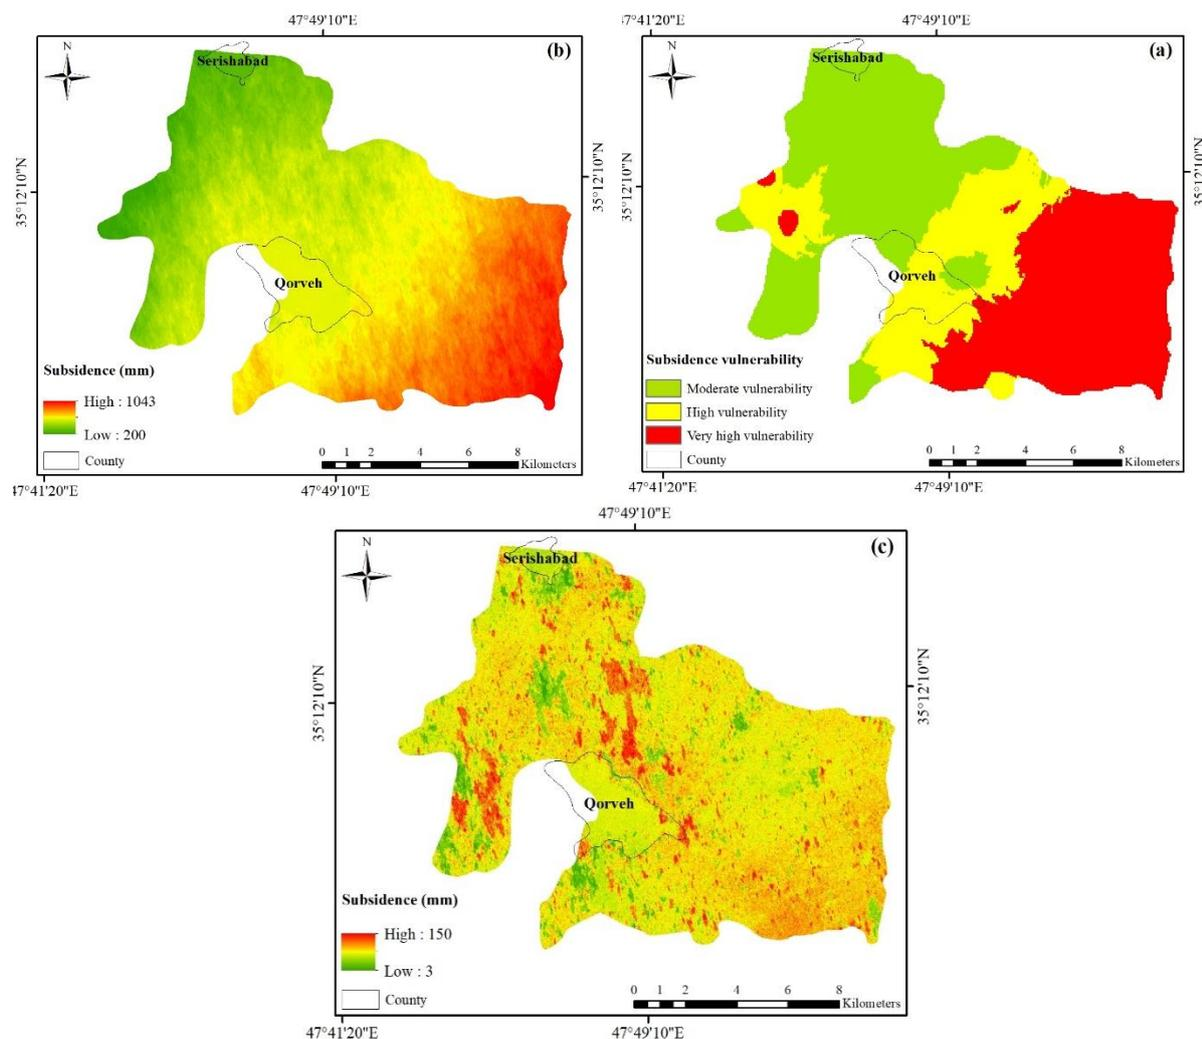 47°49'10"E
(b)
N
Serishabad
35°12'10"N
35°12'10"N
Qorveh
Subsidence (mm)
High : 1043
Low : 200
County
0 1 2 4 6 8
Kilometers
47°41'20"E
47°49'10"E
:47°41'20"E
47°49'10"E
(a)
N
Serishabad
35°12'10"N
35°12'10"N
Qorveh
Subsidence vulnerability
Moderate vulnerability
High vulnerability
Very high vulnerability
County
0 1 2 4 6 8
Kilometers
47°41'20"E
47°49'10"E
47°49'10"E
(c)
N
Serishabad
35°12'10"N
35°12'10"N
Qorveh
Subsidence (mm)
High : 150
Low : 3
County
0 1 2 4 6 8
Kilometers
47°41'20"E
47°49'10"E